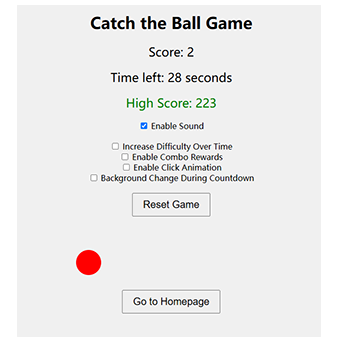 Catch the Ball Game
Score: 2
Time left: 28 seconds
High Score: 223
Enable Sound
Increase Difficulty Over Time
Enable Combo Rewards
Enable Click Animation
Background Change During Countdown
Reset Game
Go to Homepage